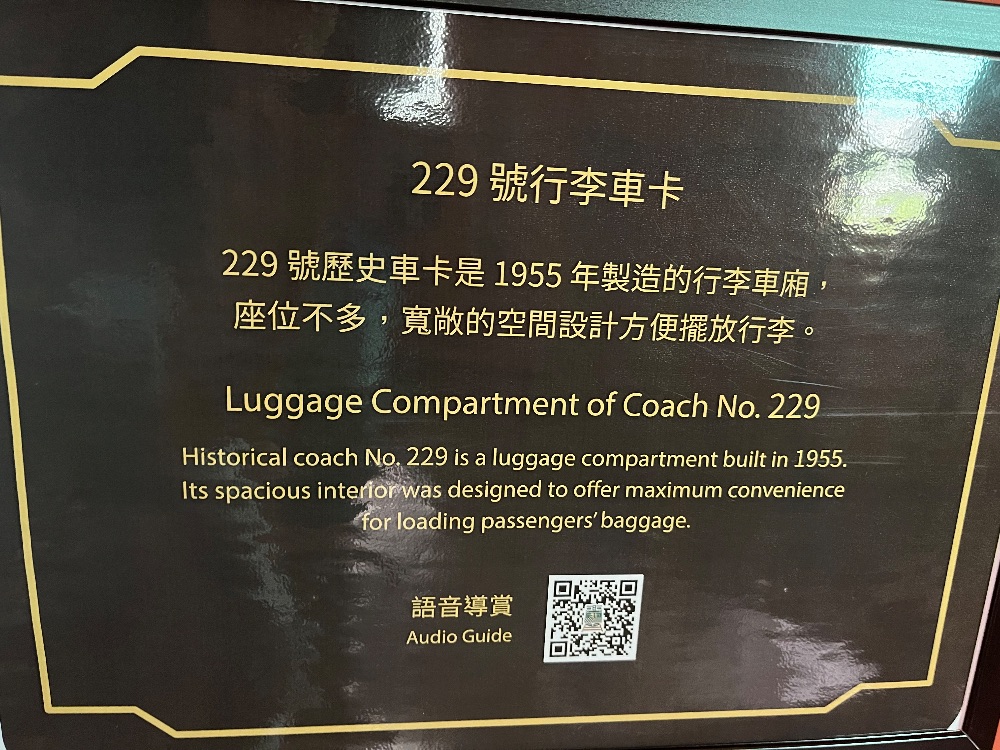 229 號行李車卡
229 號歷史車卡是 1955 年製造的行李車廂，
座位不多，寬敞的空間設計方便擺放行李。
Luggage Compartment of Coach No. 229
Historical coach No. 229 is a luggage compartment built in 1955.
Its spacious interior was designed to offer maximum convenience
for loading passengers’ baggage.
語音導賞
Audio Guide